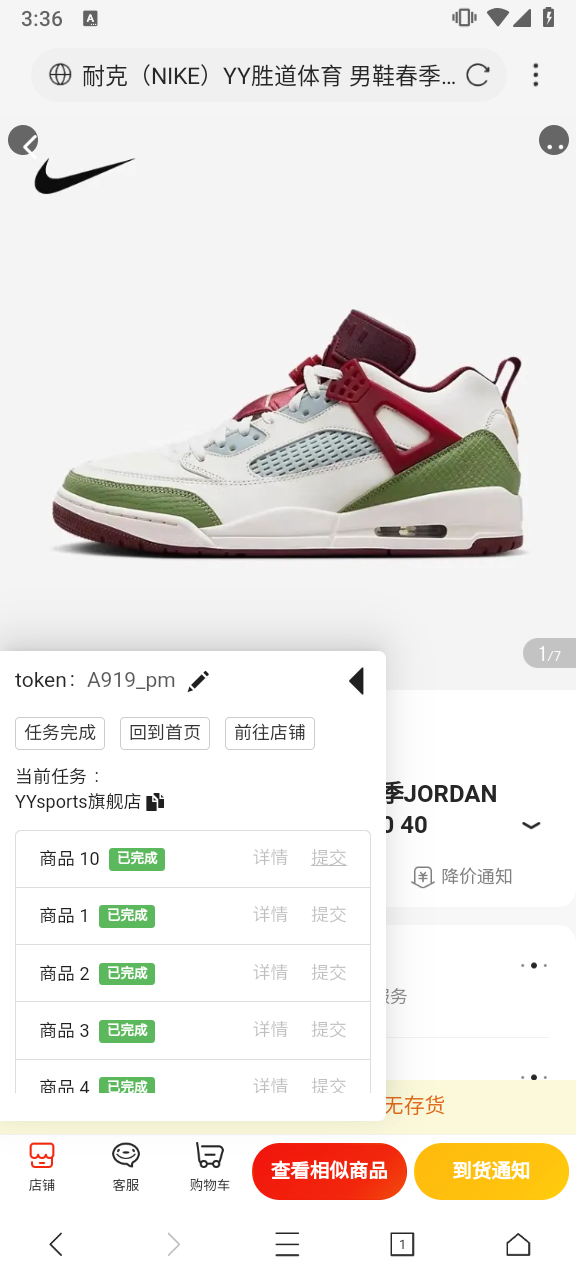 3:36
耐克（NIKE）YY胜道体育 男鞋春季...
1/7
token： A919_pm
任务完成 回到首页 前往店铺
当前任务：
YYsports旗舰店
季JORDAN
40
降价通知
商品 10 已完成 详情 提交
商品 1 已完成 详情 提交
商品 2 已完成 详情 提交
服务
商品 3 已完成 详情 提交
商品 4 已完成 详情 提交
无存货
店铺 客服 购物车 查看相似商品 到货通知
1